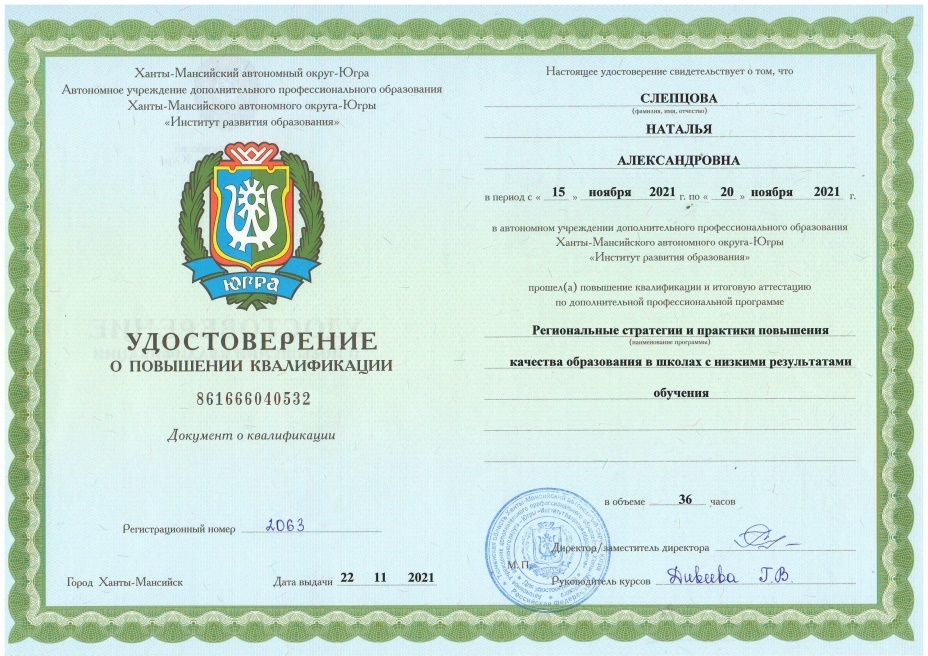 Ханты-Мансийский автономный округ-Югра
Автономное учреждение дополнительного профессионального образования
Ханты-Мансийского автономного округа-Югры
«Институт развития образования»
ЮГРА
УДОСТОВЕРЕНИЕ
О ПОВЫШЕНИИ КВАЛИФИКАЦИИ
861666040532
Документ о квалификации
Регистрационный номер 2063
Город Ханты-Мансийск Дата выдачи 22 11 2021
Настоящее удостоверение свидетельствует о том, что
СЛЕПЦОВА
(фамилия, имя, отчество)
НАТАЛЬЯ
АЛЕКСАНДРОВНА
в период с « 15 » ноября 2021 г. по « 20 » ноября 2021 г.
в автономном учреждении дополнительного профессионального образования
Ханты-Мансийского автономного округа-Югры
«Институт развития образования»
прошел(а) повышение квалификации и итоговую аттестацию
по дополнительной профессиональной программе
Региональные стратегии и практики повышения
(наименование программы)
качества образования в школах с низкими результатами
обучения
в объеме 36 часов
Директор/заместитель директора
М.П.
Руководитель курсов Дивеева Г.В.